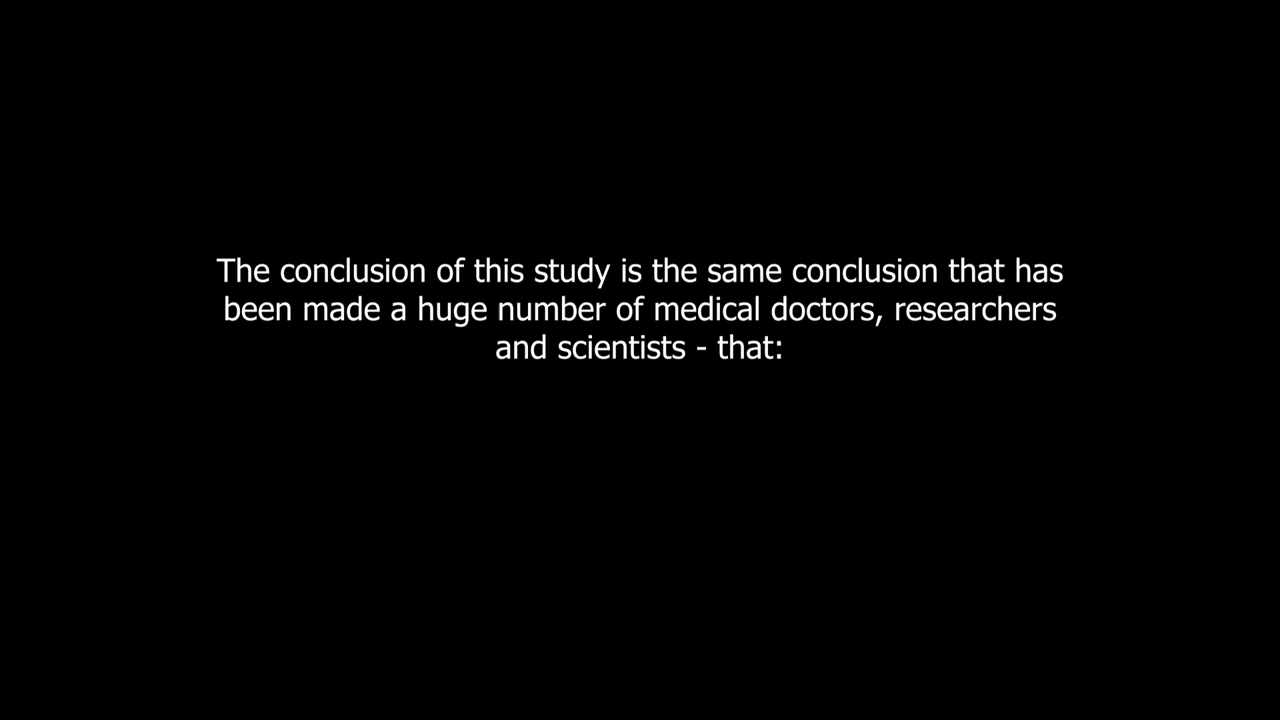 The conclusion of this study is the same conclusion that has
been made a huge number of medical doctors, researchers
and scientists - that: